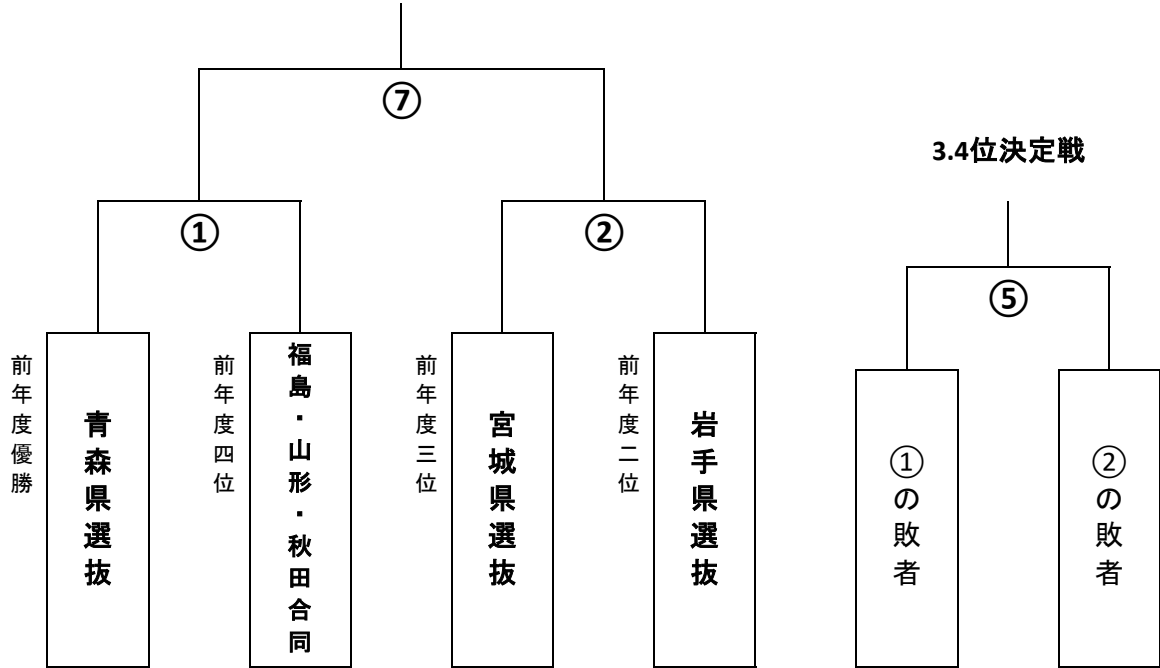 ⑦
3.4位決定戦
①
②
⑤
前年度優勝
青森県選抜
前年度四位
福島・山形・秋田合同
前年度三位
宮城県選抜
前年度二位
岩手県選抜
①の敗者
②の敗者